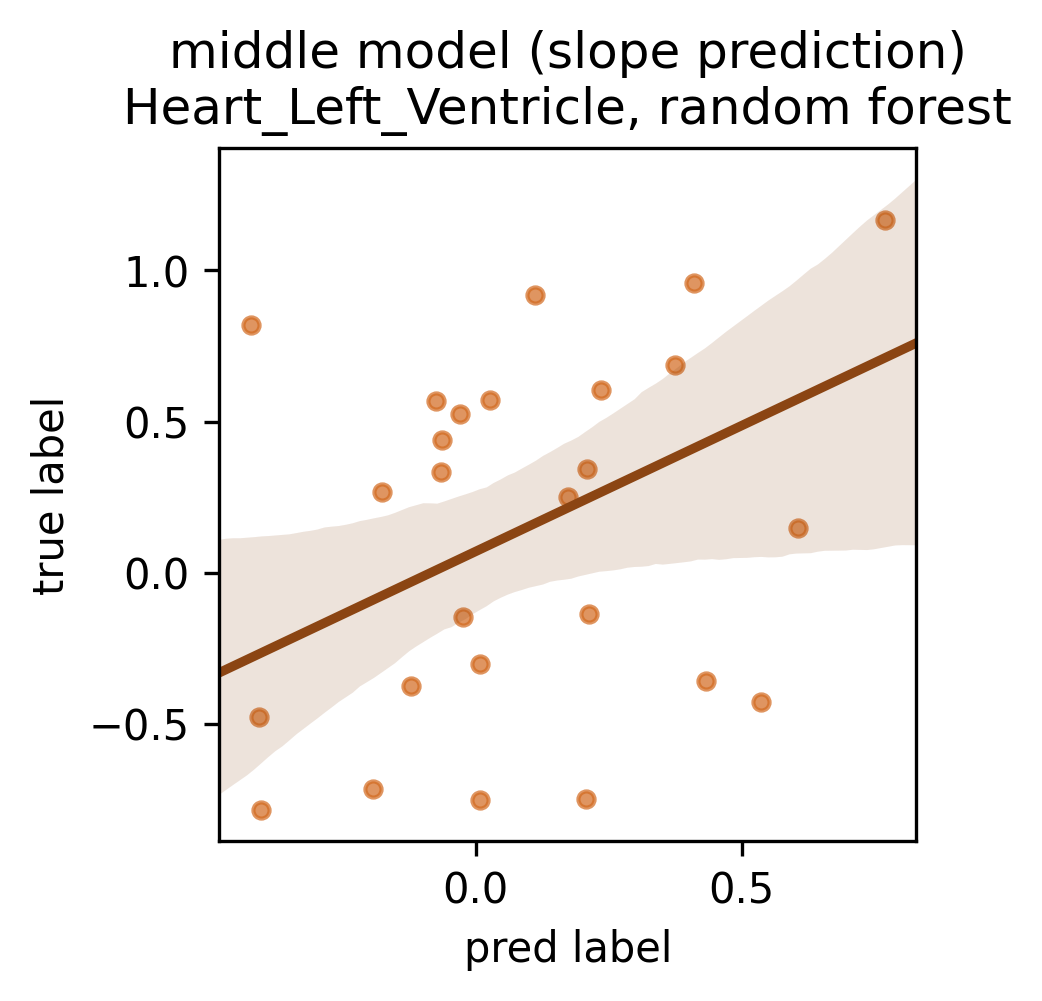 middle model (slope prediction)
Heart_Left_Ventricle, random forest
1.0
0.5
0.0
−0.5
true label
0.0
0.5
pred label